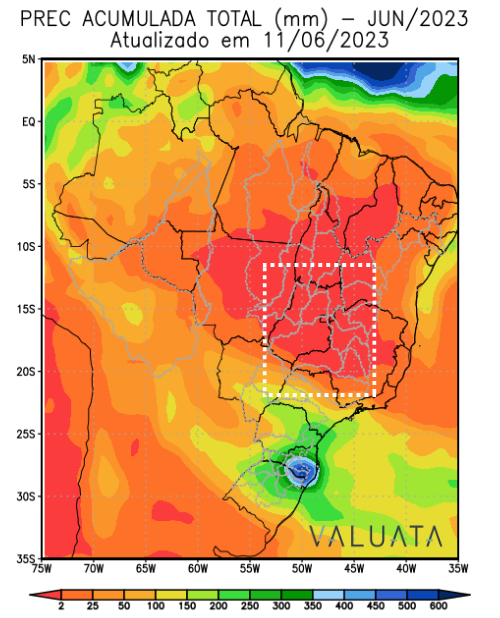 PREC ACUMULADA TOTAL (mm) – JUN/2023
Atualizado em 11/06/2023
5N
EQ
5S
10S
15S
20S
25S
30S
35S
VALUATA
75W 70W 65W 60W 55W 50W 45W 40W 35W
2 25 50 100 150 200 250 300 350 400 450 500 600